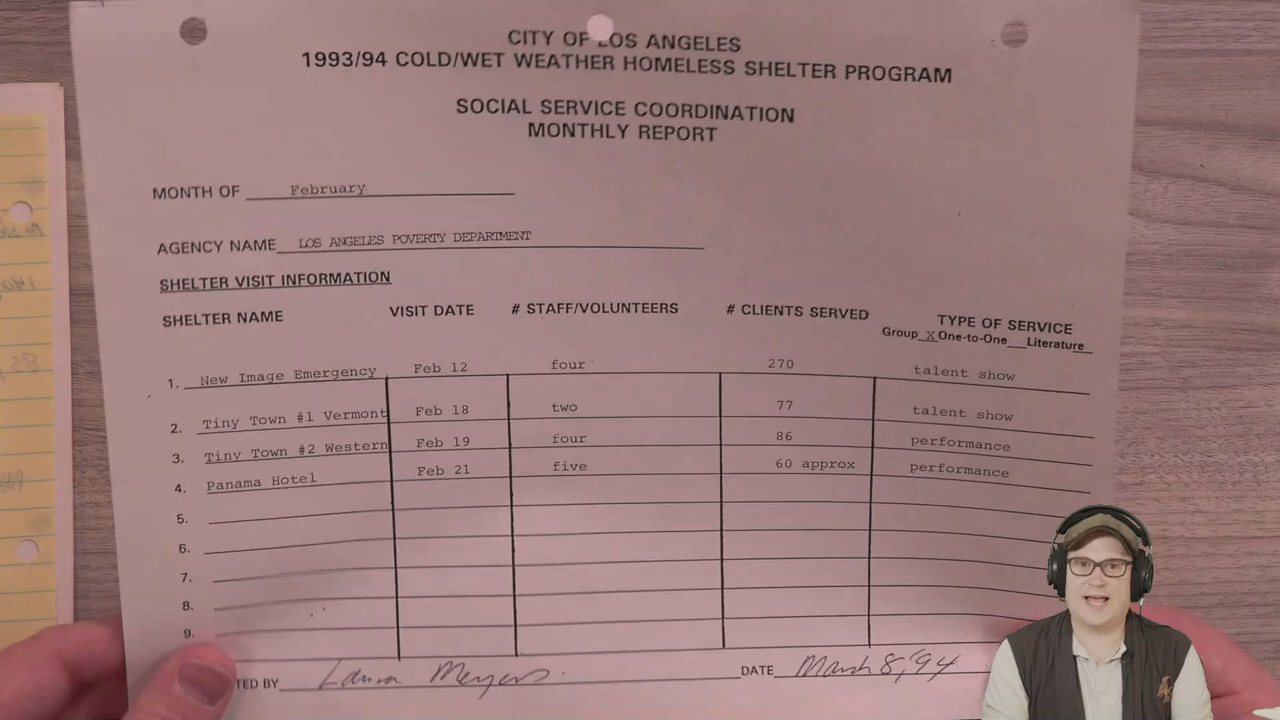 CITY OF LOS ANGELES
1993/94 COLD/WET WEATHER HOMELESS SHELTER PROGRAM
SOCIAL SERVICE COORDINATION
MONTHLY REPORT
MONTH OF February
AGENCY NAME LOS ANGELES POVERTY DEPARTMENT
SHELTER VISIT INFORMATION
SHELTER NAME VISIT DATE # STAFF/VOLUNTEERS # CLIENTS SERVED TYPE OF SERVICE
Group X One-to-One Literature
1. New Image Emergency Feb 12 four 270 talent show
2. Tiny Town #1 Vermont Feb 18 two 77 talent show
3. Tiny Town #2 Western Feb 19 four 86 performance
4. Panama Hotel Feb 21 five 60 approx performance
5.
6.
7.
8.
9.
TED BY Laura Meyers DATE March 8, '94